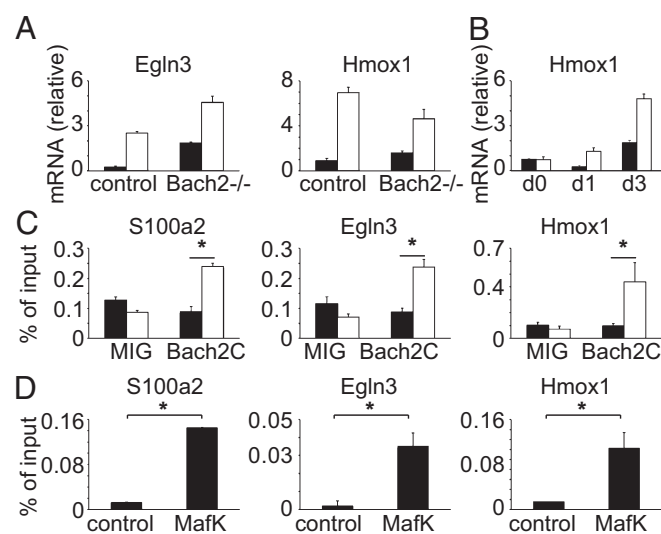 A
B
mRNA (relative)
Egln3
6
3
0
control Bach2-/-
Hmox1
8
6
4
2
0
control Bach2-/-
mRNA (relative)
Hmox1
6
3
0
d0 d1 d3
C
% of input
S100a2
0.3
0.2
0.1
0
*
MIG Bach2C
Egln3
0.3
0.2
0.1
0
*
MIG Bach2C
Hmox1
0.7
0.4
0
*
MIG Bach2C
D
% of input
S100a2
0.16
0.08
0
*
control MafK
Egln3
0.05
0.03
0
*
control MafK
Hmox1
0.16
0.08
0
*
control MafK